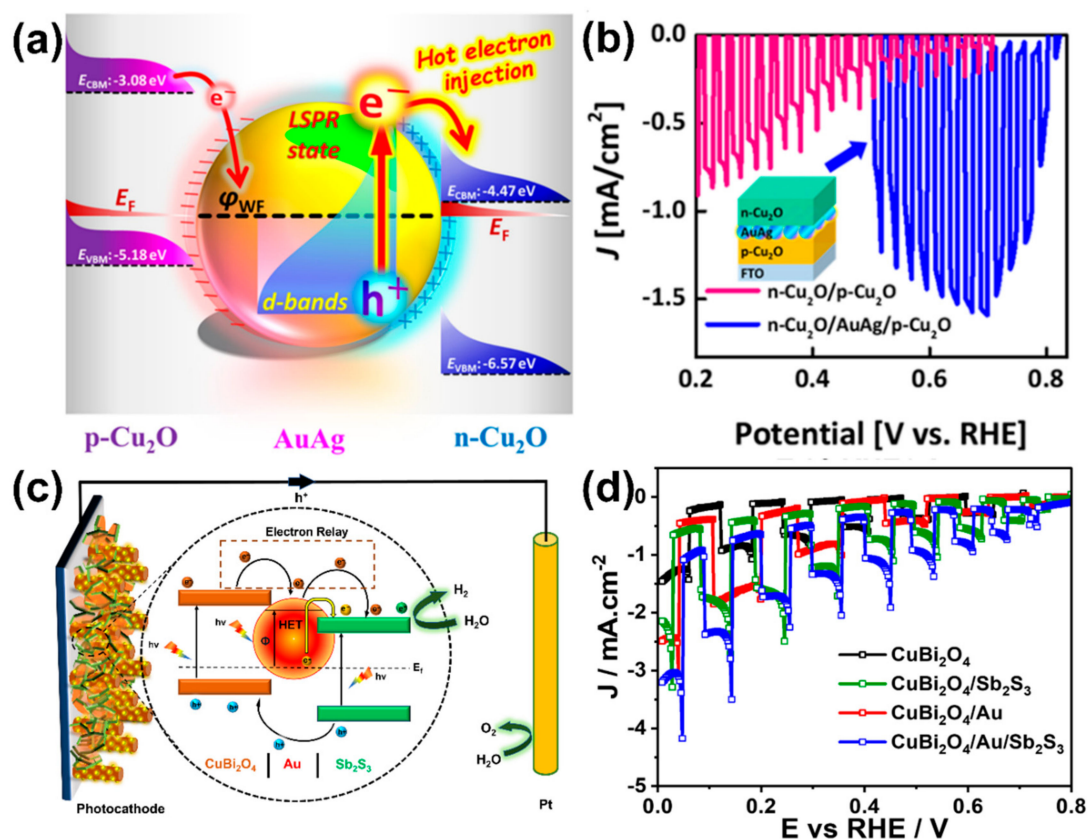 (a)
Hot electron
injection
E_CBM: -3.08 eV
e⁻
e⁻
LSPR
state
φ_WF
E_F
E_CBM: -4.47 eV
E_F
E_VBM: -5.18 eV
d-bands
h⁺
E_VBM: -6.57 eV
p-Cu₂O
AuAg
n-Cu₂O
(b)
J [mA/cm²]
0.0
-0.5
-1.0
-1.5
n-Cu₂O
AuAg
p-Cu₂O
FTO
n-Cu₂O/p-Cu₂O
n-Cu₂O/AuAg/p-Cu₂O
0.2
0.4
0.6
0.8
Potential [V vs. RHE]
(c)
h⁺
Electron Relay
HET
Φ
hν
hν
hν
E_f
H₂
H₂O
O₂
H₂O
CuBi₂O₄ | Au | Sb₂S₃
Photocathode
Pt
(d)
J / mA.cm⁻²
0
-1
-2
-3
-4
-5
CuBi₂O₄
CuBi₂O₄/Sb₂S₃
CuBi₂O₄/Au
CuBi₂O₄/Au/Sb₂S₃
0.0
0.2
0.4
0.6
0.8
E vs RHE / V